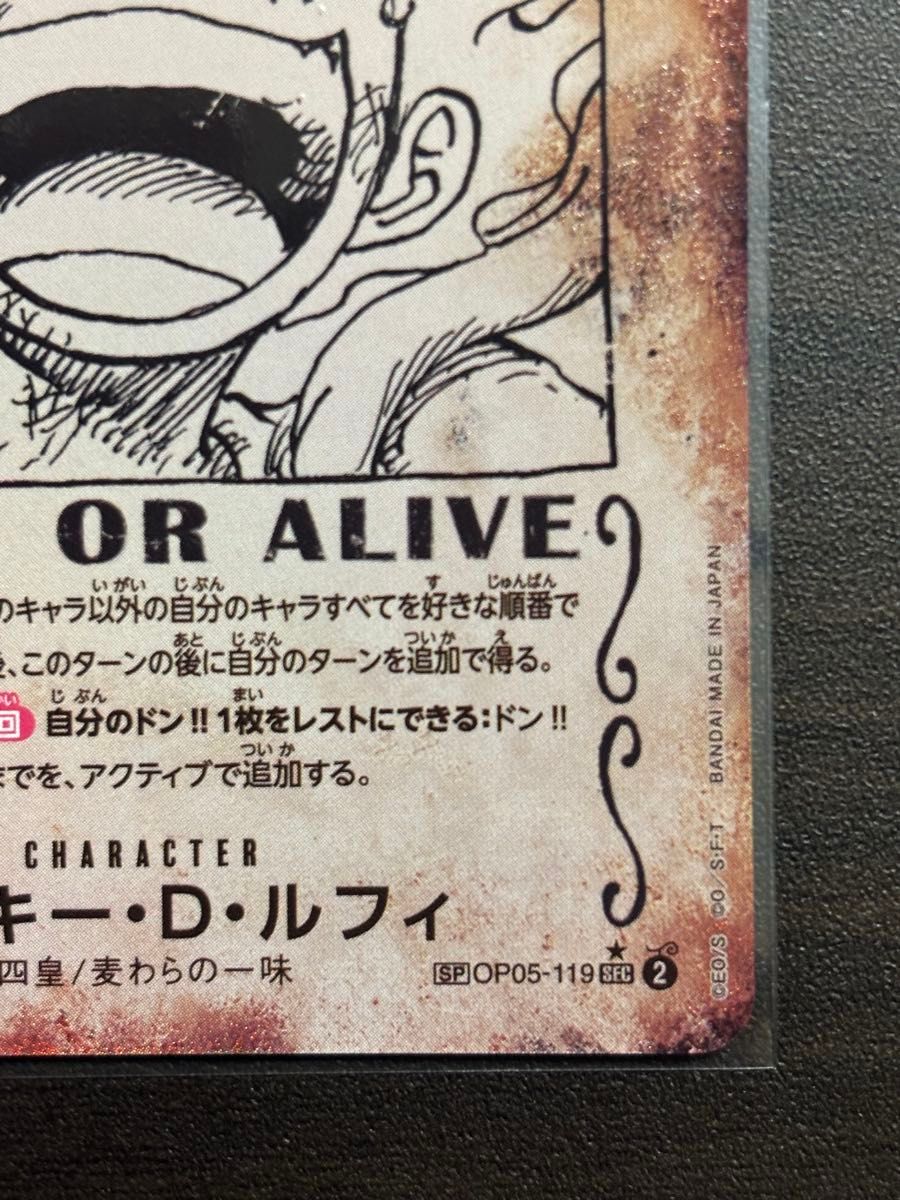 OR ALIVE
のキャラ以外の自分のキャラすべてを好きな順番で
、このターンの後に自分のターンを追加で得る。
回 自分のドン!! 1枚をレストにできる:ドン!!
までを、アクティブで追加する。
CHARACTER
キー・D・ルフィ
四皇/麦わらの一味
SP OP05-119 SEC 2
©EO/S ©O/S･F･T BANDAI MADE IN JAPAN